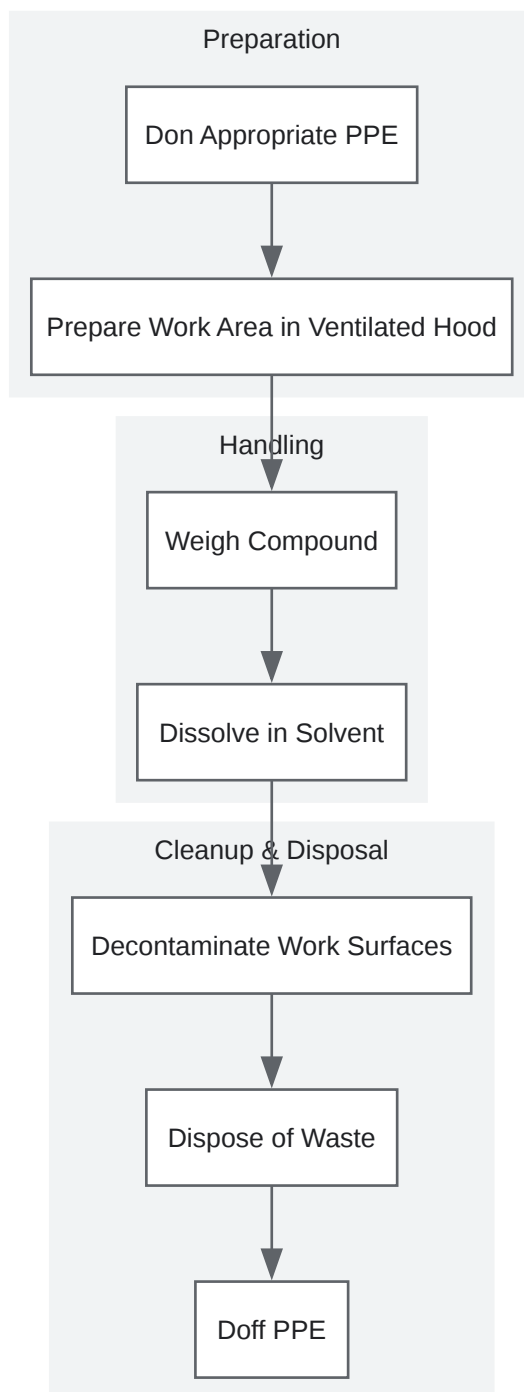 Preparation
Don Appropriate PPE
Prepare Work Area in Ventilated Hood
Handling
Weigh Compound
Dissolve in Solvent
Cleanup & Disposal
Decontaminate Work Surfaces
Dispose of Waste
Doff PPE